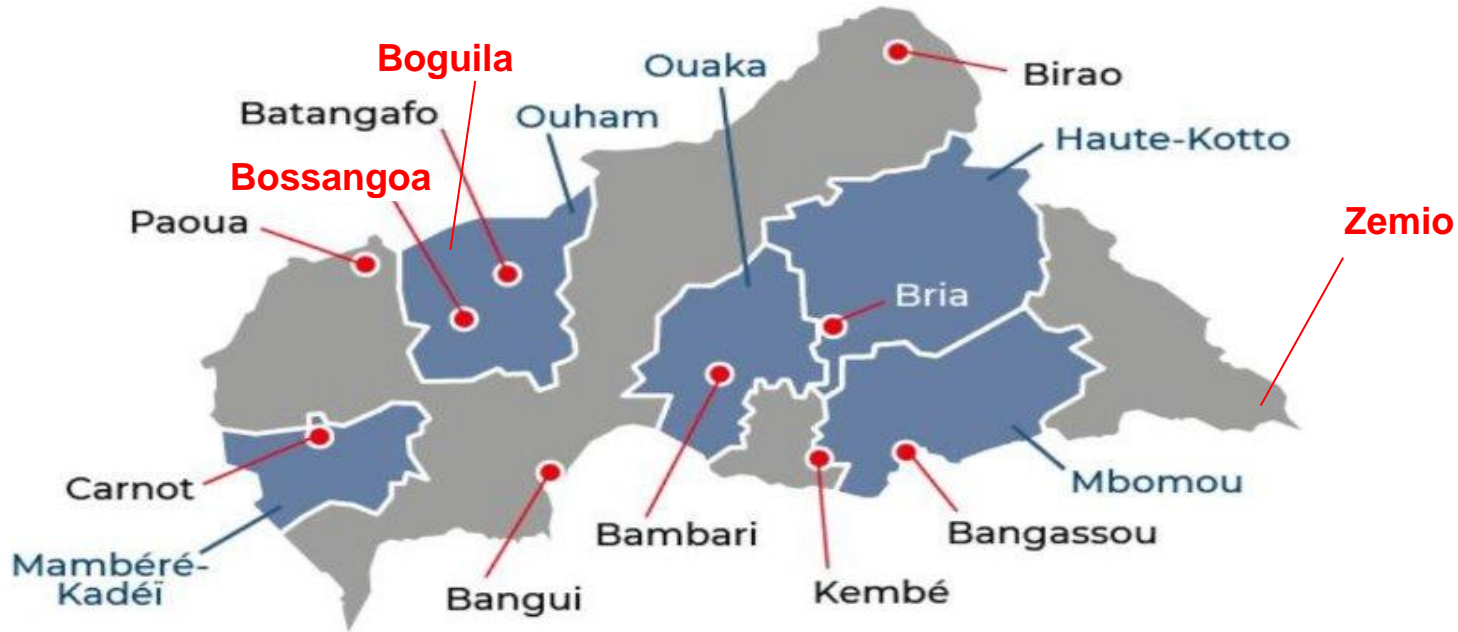 Boguila
Ouaka
Birao
Batangafo
Ouham
Haute-Kotto
Bossangoa
Paoua
Zemio
Bria
Carnot
Mbomou
Bambari
Bangassou
Mambéré-
Kadéï
Bangui
Kembé